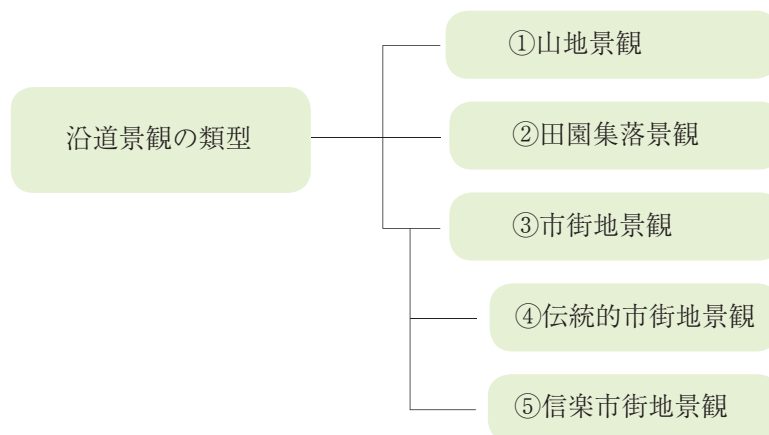 沿道景観の類型
①山地景観
②田園集落景観
③市街地景観
④伝統的市街地景観
⑤信楽市街地景観